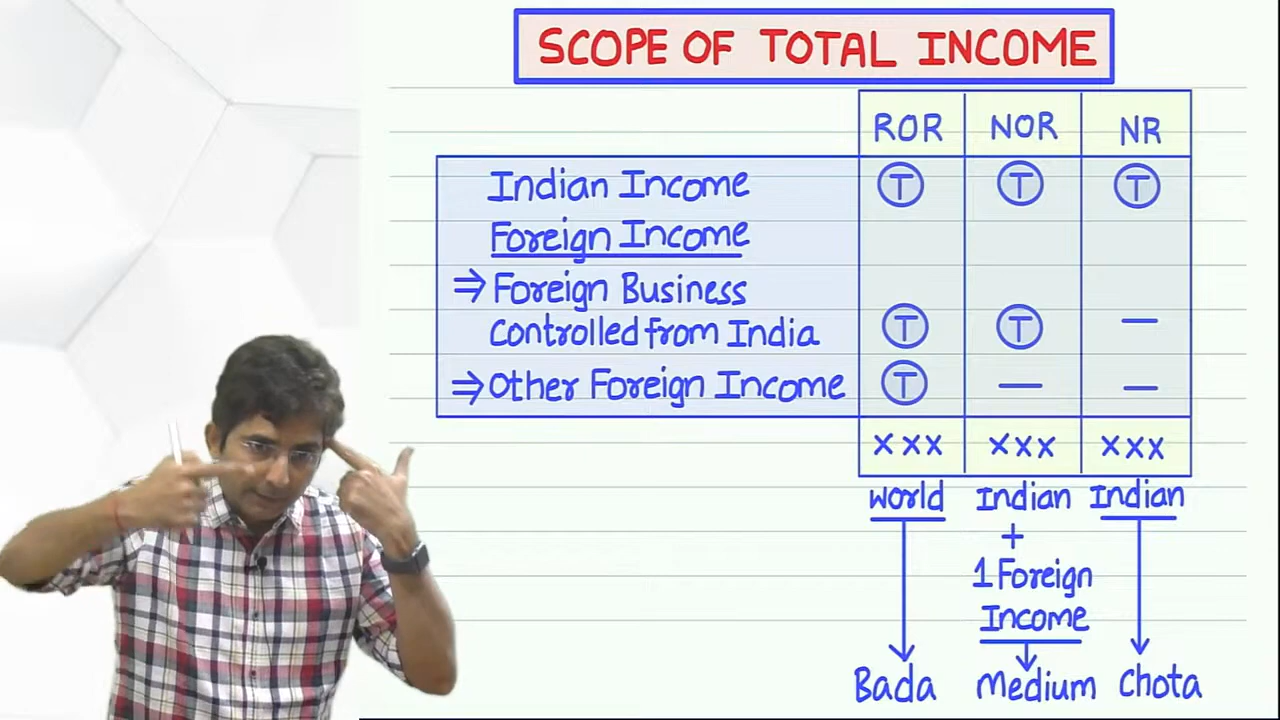 SCOPE OF TOTAL INCOME
ROR NOR NR
Indian Income T T T
Foreign Income
⇒ Foreign Business
Controlled from India T T —
⇒ Other Foreign Income T — —
xxx xxx xxx
World Indian Indian
+
1 Foreign
Income
Bada Medium Chota